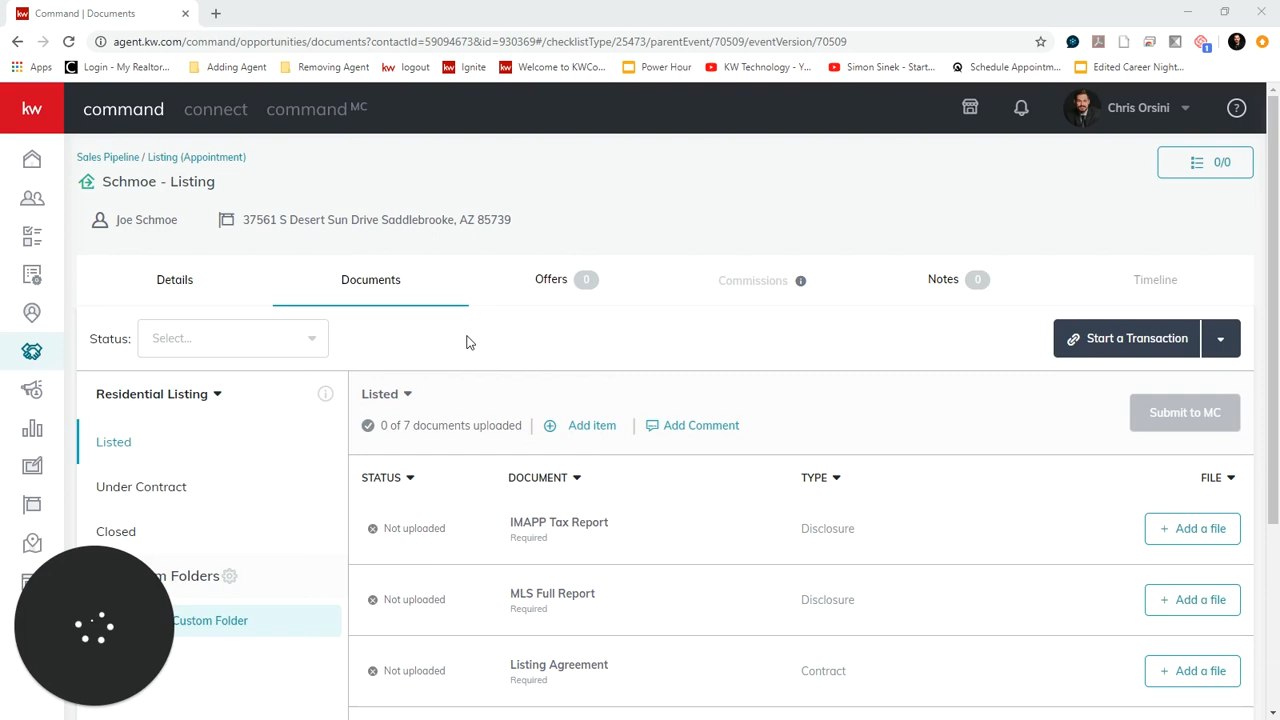 kw Command | Documents
agent.kw.com/command/opportunities/documents?contactId=59094673&id=930369#/checklistType/25473/parentEvent/70509/eventVersion/70509
Apps Login - My Realtor... Adding Agent Removing Agent kw logout kw Ignite kw Welcome to KWCo... Power Hour KW Technology - Y... Simon Sinek - Start... Schedule Appointm... Edited Career Night...
kw command connect command MC Chris Orsini
Sales Pipeline / Listing (Appointment)
0/0
Schmoe - Listing
Joe Schmoe 37561 S Desert Sun Drive Saddlebrooke, AZ 85739
Details Documents Offers 0 Commissions Notes 0 Timeline
Status: Select... Start a Transaction
Residential Listing
Listed
Under Contract
Closed
m Folders
Custom Folder
Listed
Submit to MC
0 of 7 documents uploaded | Add item | Add Comment
STATUS DOCUMENT TYPE FILE
Not uploaded IMAPP Tax Report Disclosure + Add a file
Required
Not uploaded MLS Full Report Disclosure + Add a file
Required
Not uploaded Listing Agreement Contract + Add a file
Required